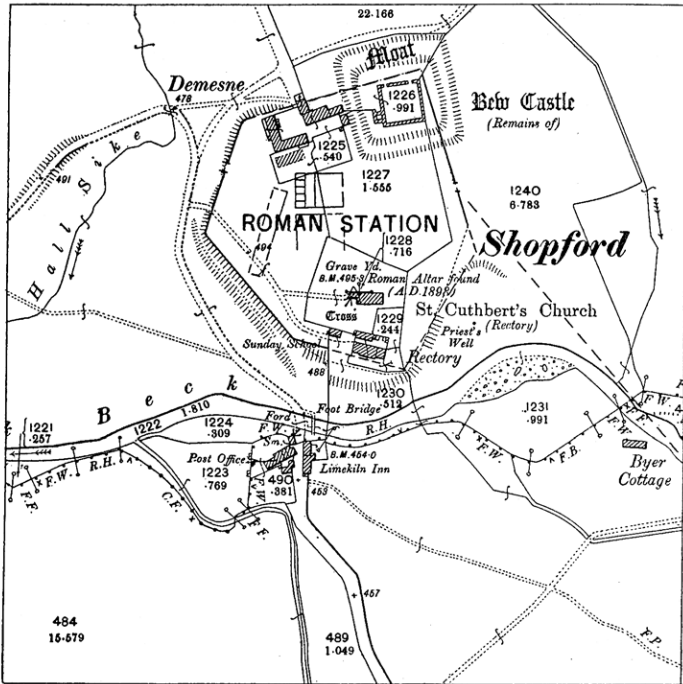 22·166
Moat
Demesne
478
1226
·991
Bew Castle
(Remains of)
1225
·540
491
Hall Sike
1227
1·555
1240
6·783
ROMAN STATION
494
1228
·716
Shopford
Grave Yd.
B.M.495·3
Roman Altar found
(A.D.1898)
Cross
1229
·244
St. Cuthbert's Church
(Rectory)
Priest's
Well
Sunday School
Rectory
488
Beck
1230
·512
1221
·257
1222
1·810
1224
·309
Ford
F.W.
Sm.
Foot Bridge
R.H.
1231
·991
F.W.
F.W.
F.F.
F.W.
R.H.
F.W.
F.F.
Post Office
B.M.454·0
Limekiln Inn
F.B.
Byer
Cottage
1223
·769
C.F.
F.W.
490
·381
453
F.F.
457
484
15·579
489
1·049
F.P.